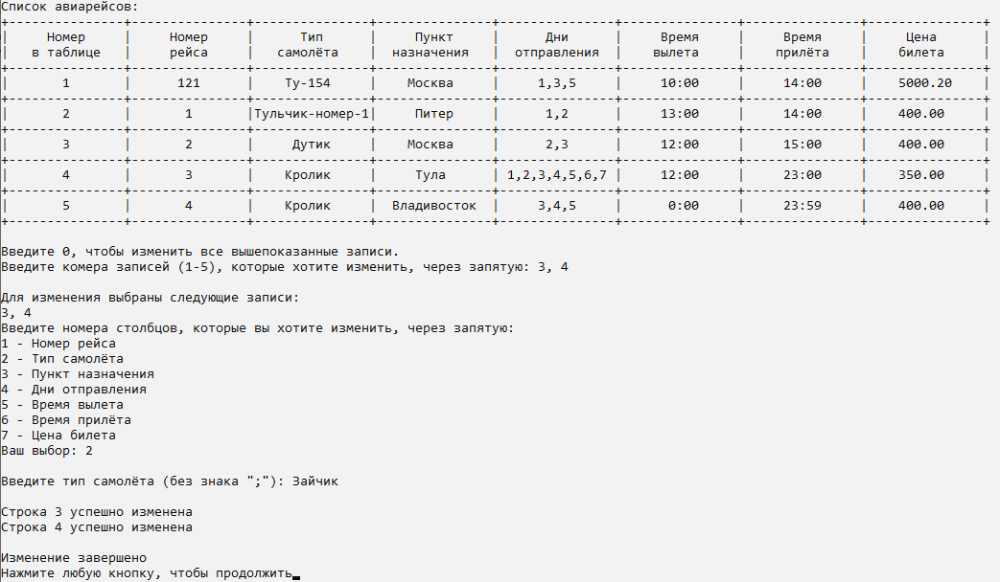 Список авиарейсов:
+---------------+---------------+---------------+---------------+---------------+---------------+---------------+---------------+
|     Номер     |     Номер     |      Тип      |     Пункт     |      Дни      |     Время     |     Время     |     Цена      |
|   в таблице   |     рейса     |   самолёта    |  назначения   |  отправления  |    вылета     |    прилёта    |    билета     |
+---------------+---------------+---------------+---------------+---------------+---------------+---------------+---------------+
|       1       |      121      |    Ту-154     |    Москва     |     1,3,5     |     10:00     |     14:00     |    5000.20    |
+---------------+---------------+---------------+---------------+---------------+---------------+---------------+---------------+
|       2       |       1       |Тульчик-номер-1|     Питер     |      1,2      |     13:00     |     14:00     |    400.00     |
+---------------+---------------+---------------+---------------+---------------+---------------+---------------+---------------+
|       3       |       2       |     Дутик     |    Москва     |      2,3      |     12:00     |     15:00     |    400.00     |
+---------------+---------------+---------------+---------------+---------------+---------------+---------------+---------------+
|       4       |       3       |    Кролик     |     Тула      | 1,2,3,4,5,6,7 |     12:00     |     23:00     |    350.00     |
+---------------+---------------+---------------+---------------+---------------+---------------+---------------+---------------+
|       5       |       4       |    Кролик     |  Владивосток  |     3,4,5     |      0:00     |     23:59     |    400.00     |
+---------------+---------------+---------------+---------------+---------------+---------------+---------------+---------------+
Введите 0, чтобы изменить все вышепоказанные записи.
Введите комера записей (1-5), которые хотите изменить, через запятую: 3, 4
Для изменения выбраны следующие записи:
3, 4
Введите номера столбцов, которые вы хотите изменить, через запятую:
1 - Номер рейса
2 - Тип самолёта
3 - Пункт назначения
4 - Дни отправления
5 - Время вылета
6 - Время прилёта
7 - Цена билета
Ваш выбор: 2
Введите тип самолёта (без знака ";"): Зайчик
Строка 3 успешно изменена
Строка 4 успешно изменена
Изменение завершено
Нажмите любую кнопку, чтобы продолжить